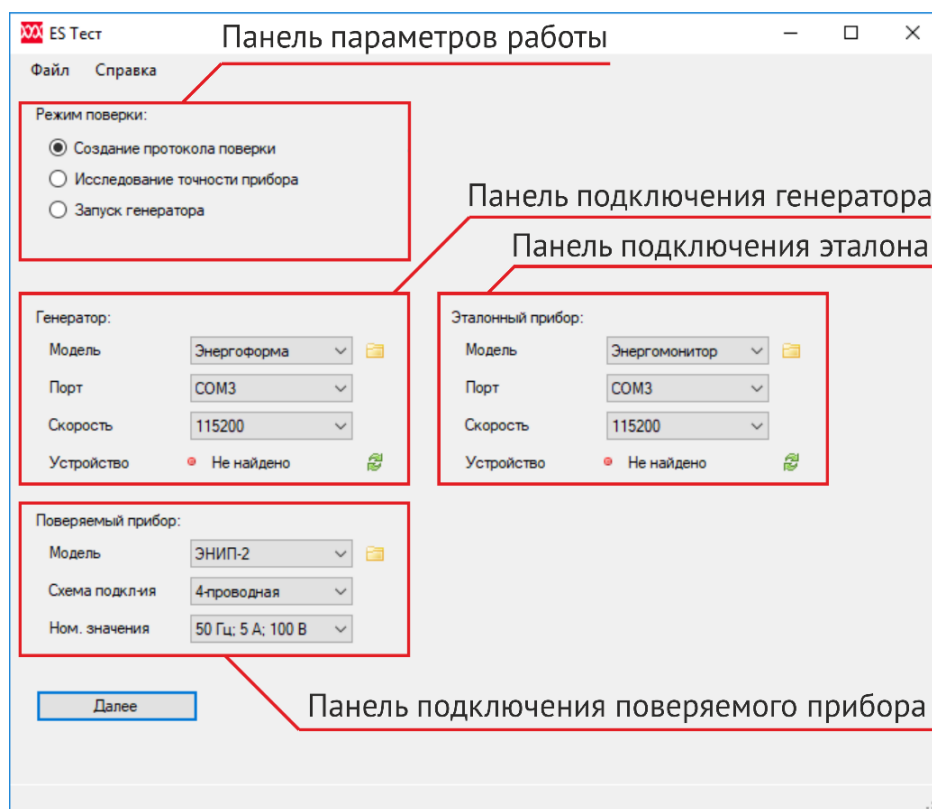 ES Тест
Панель параметров работы
Файл Справка
Режим поверки:
Создание протокола поверки
Исследование точности прибора
Запуск генератора
Панель подключения генератора
Панель подключения эталона
Генератор:
Модель Энергоформа
Порт COM3
Скорость 115200
Устройство Не найдено
Эталонный прибор:
Модель Энергомонитор
Порт COM3
Скорость 115200
Устройство Не найдено
Поверяемый прибор:
Модель ЭНИП-2
Схема подкл-ия 4-проводная
Ном. значения 50 Гц; 5 А; 100 В
Далее
Панель подключения поверяемого прибора